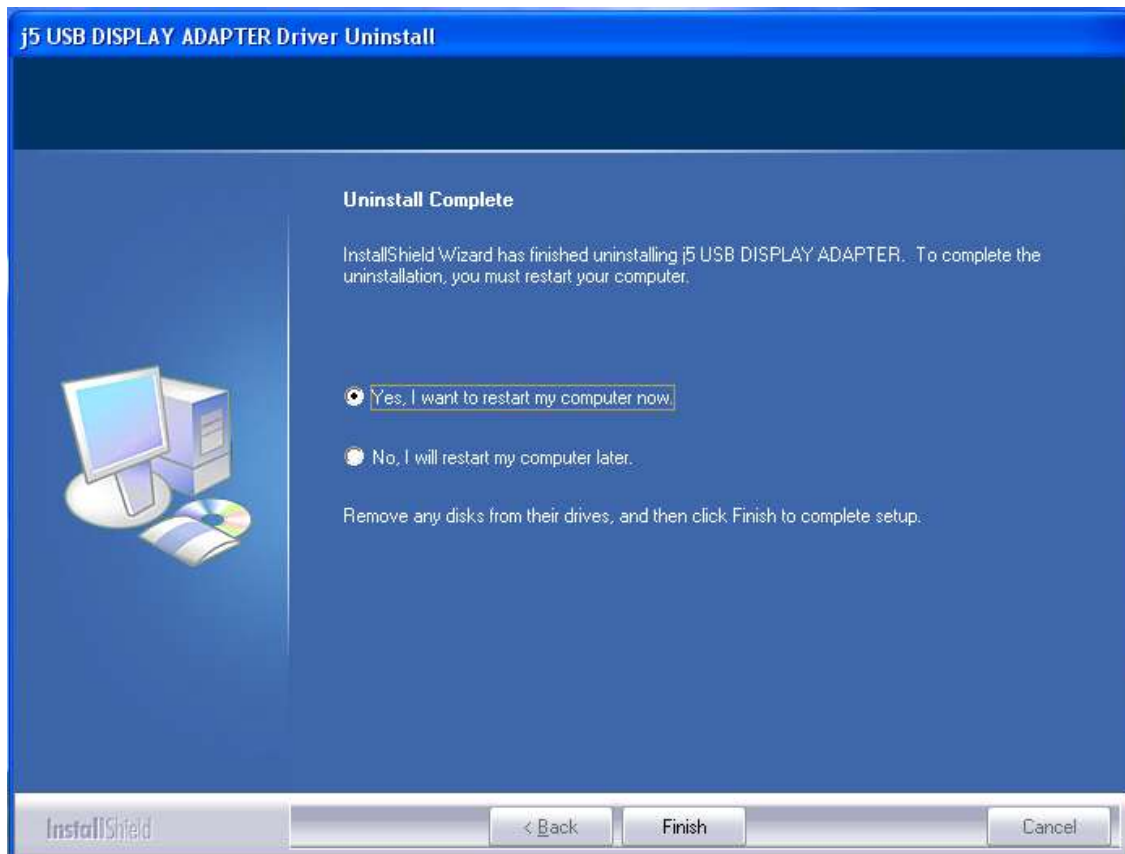 j5 USB DISPLAY ADAPTER Driver Uninstall
Uninstall Complete
InstallShield Wizard has finished uninstalling j5 USB DISPLAY ADAPTER.  To complete the
uninstallation, you must restart your computer.
Yes, I want to restart my computer now.
No, I will restart my computer later.
Remove any disks from their drives, and then click Finish to complete setup.
InstallShield
< Back
Finish
Cancel